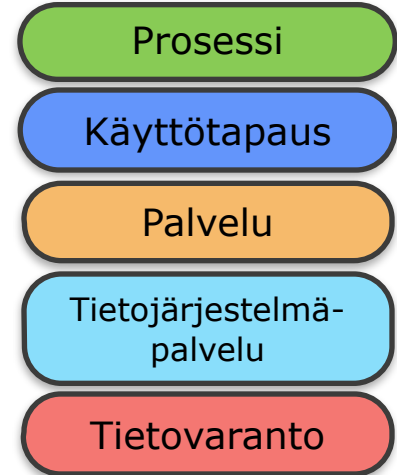 Prosessi
Käyttötapaus
Palvelu
Tietojärjestelmä-
palvelu
Tietovaranto